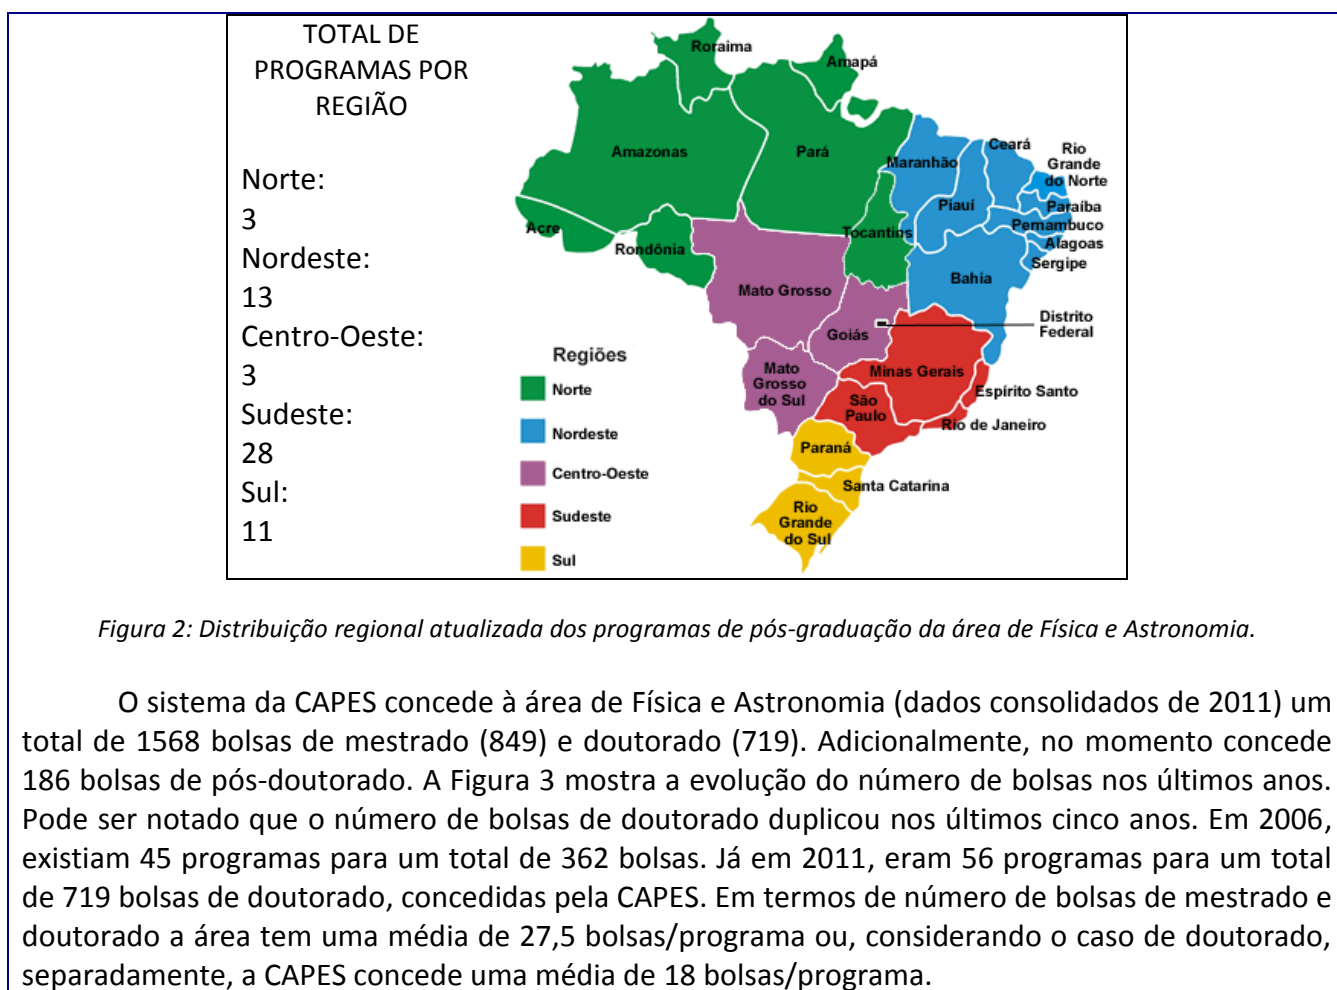 TOTAL DE
PROGRAMAS POR
REGIÃO
Norte:
3
Nordeste:
13
Centro-Oeste:
3
Sudeste:
28
Sul:
11
Roraima
Amapá
Amazonas
Pará
Acre
Rondônia
Tocantins
Maranhão
Piauí
Ceará
Rio
Grande
do Norte
Paraíba
Pernambuco
Alagoas
Sergipe
Bahia
Mato Grosso
Goiás
Distrito
Federal
Mato
Grosso
do Sul
Minas Gerais
Espírito Santo
São
Paulo
Rio de Janeiro
Paraná
Santa Catarina
Rio
Grande
do Sul
Regiões
Norte
Nordeste
Centro-Oeste
Sudeste
Sul
Figura 2: Distribuição regional atualizada dos programas de pós-graduação da área de Física e Astronomia.
O sistema da CAPES concede à área de Física e Astronomia (dados consolidados de 2011) um
total de 1568 bolsas de mestrado (849) e doutorado (719). Adicionalmente, no momento concede
186 bolsas de pós-doutorado. A Figura 3 mostra a evolução do número de bolsas nos últimos anos.
Pode ser notado que o número de bolsas de doutorado duplicou nos últimos cinco anos. Em 2006,
existiam 45 programas para um total de 362 bolsas. Já em 2011, eram 56 programas para um total
de 719 bolsas de doutorado, concedidas pela CAPES. Em termos de número de bolsas de mestrado e
doutorado a área tem uma média de 27,5 bolsas/programa ou, considerando o caso de doutorado,
separadamente, a CAPES concede uma média de 18 bolsas/programa.